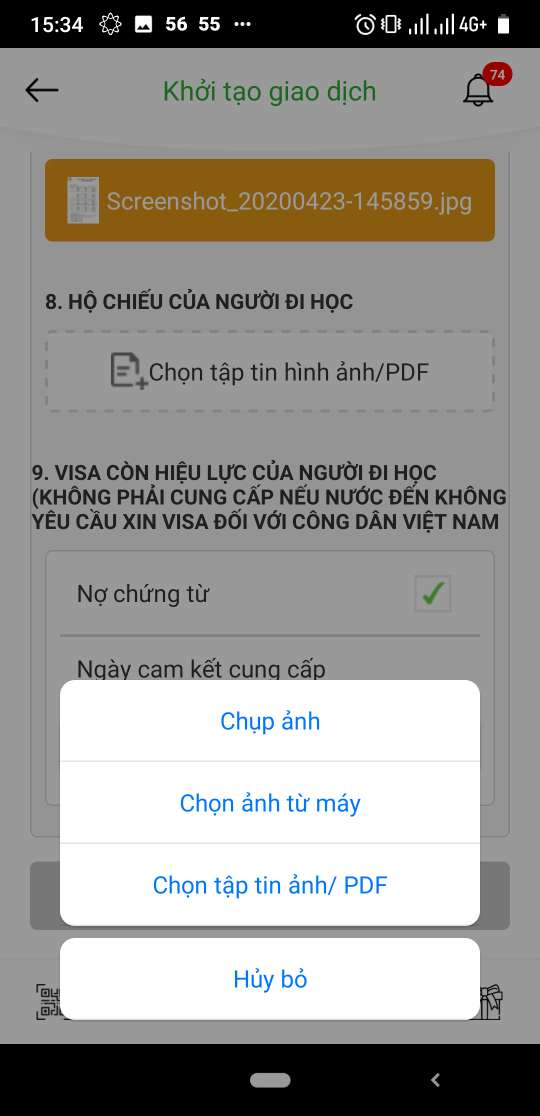 15:34 56 55 ... 4G+
Khởi tạo giao dịch
74
Screenshot_20200423-145859.jpg
8. HỘ CHIẾU CỦA NGƯỜI ĐI HỌC
Chọn tập tin hình ảnh/PDF
9. VISA CÒN HIỆU LỰC CỦA NGƯỜI ĐI HỌC
(KHÔNG PHẢI CUNG CẤP NẾU NƯỚC ĐẾN KHÔNG
YÊU CẦU XIN VISA ĐỐI VỚI CÔNG DÂN VIỆT NAM
Nợ chứng từ
Ngày cam kết cung cấp
Chụp ảnh
Chọn ảnh từ máy
Chọn tập tin ảnh/ PDF
Hủy bỏ